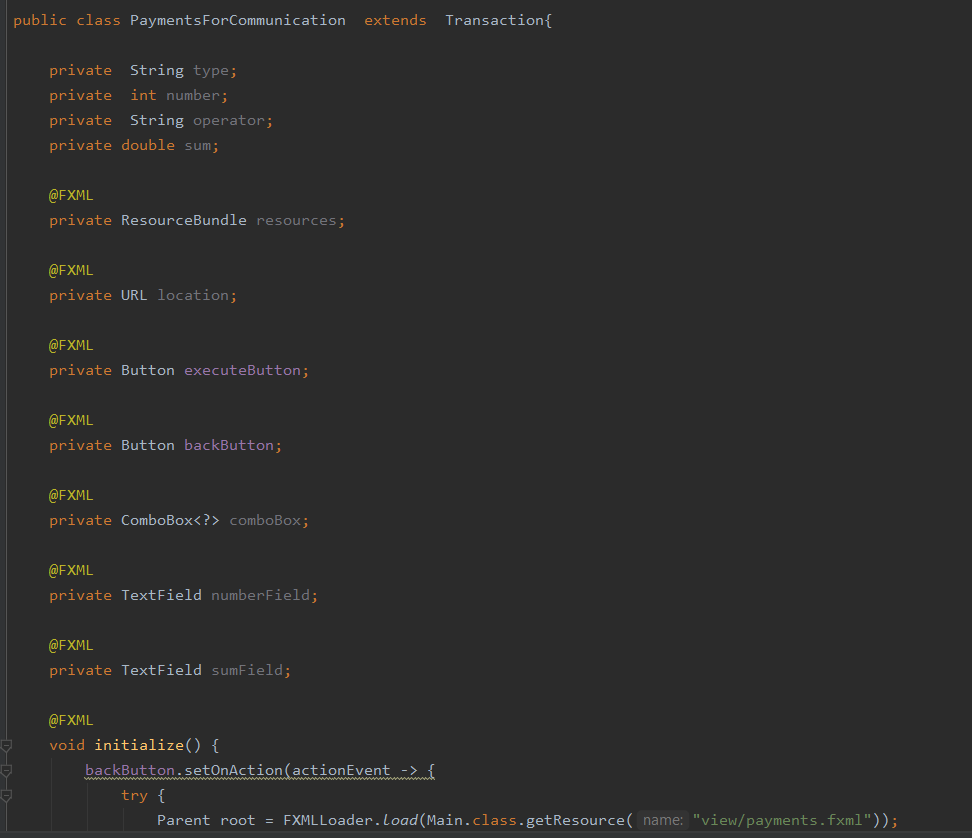 public class PaymentsForCommunication  extends  Transaction{
private  String type;
private  int number;
private  String operator;
private double sum;
@FXML
private ResourceBundle resources;
@FXML
private URL location;
@FXML
private Button executeButton;
@FXML
private Button backButton;
@FXML
private ComboBox<?> comboBox;
@FXML
private TextField numberField;
@FXML
private TextField sumField;
@FXML
void initialize() {
backButton.setOnAction(actionEvent -> {
try {
Parent root = FXMLLoader.load(Main.class.getResource( name: "view/payments.fxml"));